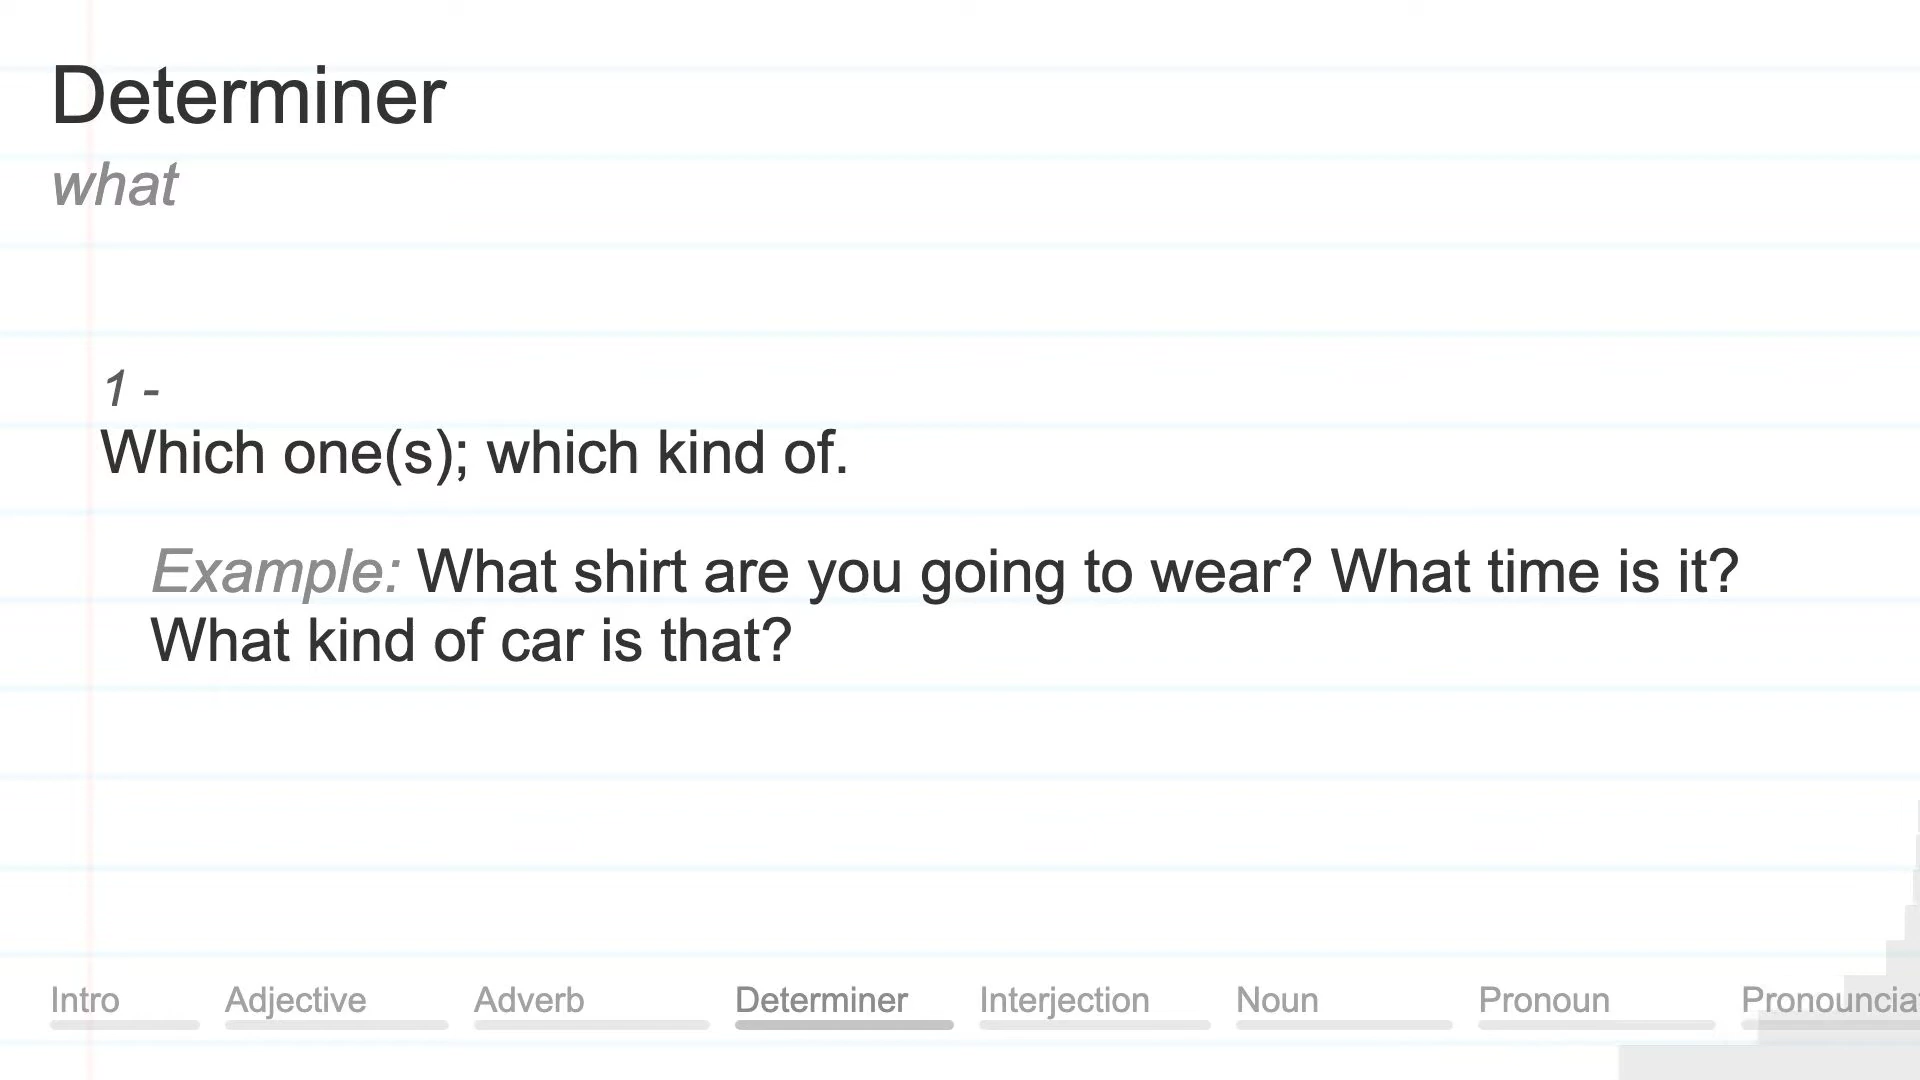 Determiner
what
1 -
Which one(s); which kind of.
Example: What shirt are you going to wear? What time is it?
What kind of car is that?
Intro Adjective Adverb Determiner Interjection Noun Pronoun Pronouncia